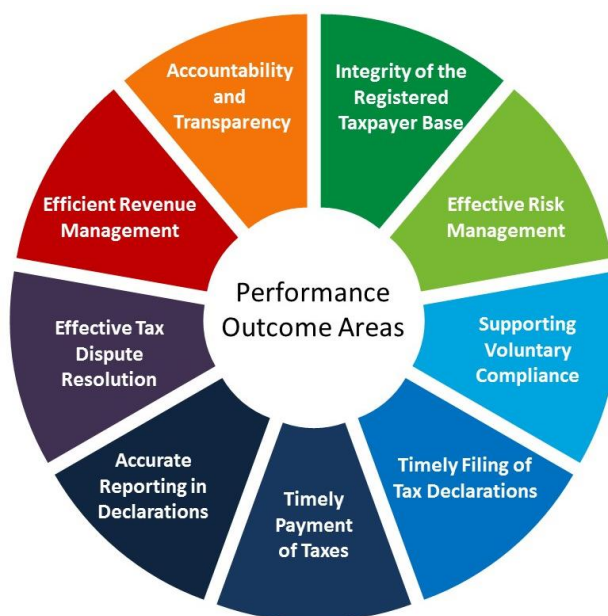 Performance
Outcome Areas
Integrity of the
Registered
Taxpayer Base
Effective Risk
Management
Supporting
Voluntary
Compliance
Timely Filing of
Tax Declarations
Timely
Payment
of Taxes
Accurate
Reporting in
Declarations
Effective Tax
Dispute
Resolution
Efficient Revenue
Management
Accountability
and
Transparency